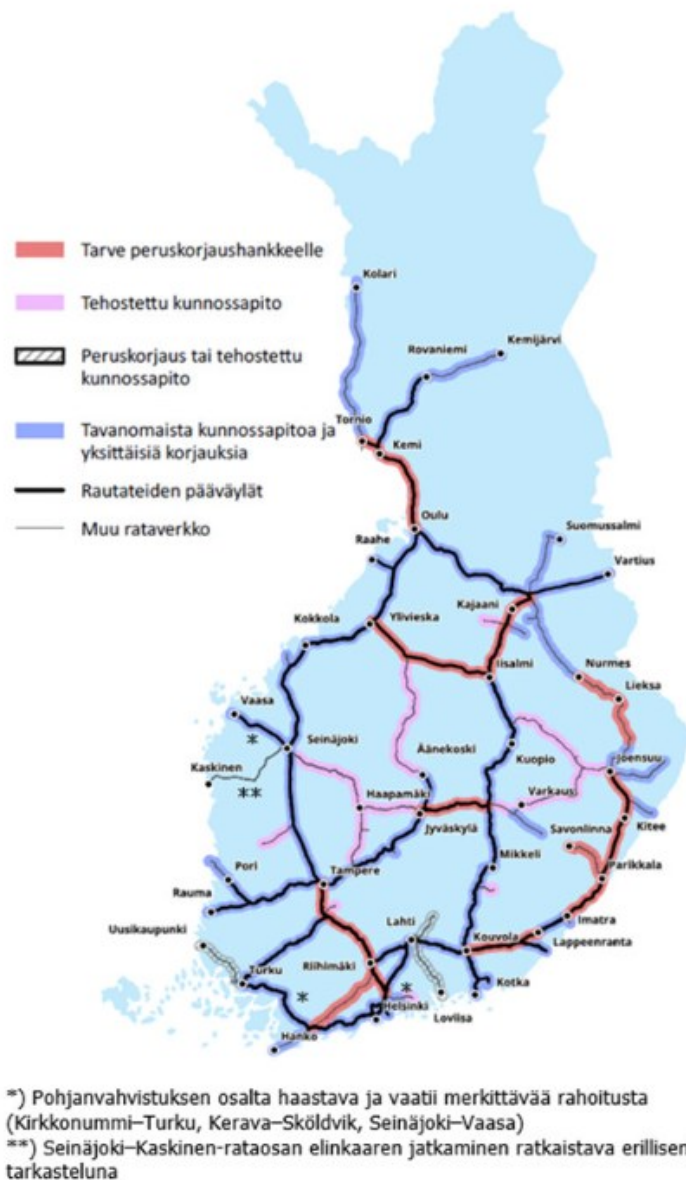 Tarve peruskorjaushankkeelle
Tehostettu kunnossapito
Peruskorjaus tai tehostettu
kunnossapito
Tavanomaista kunnossapitoa ja
yksittäisiä korjauksia
Rautateiden pääväylät
Muu rataverkko
Kolari
Kemijärvi
Rovaniemi
Tornio
Kemi
Oulu
Suomussalmi
Raahe
Vartius
Kajaani
Ylivieska
Kokkola
Iisalmi
Nurmes
Lieksa
Vaasa
*
Seinäjoki
Äänekoski
Kuopio
Joensuu
Kaskinen
**
Haapamäki
Varkaus
Jyväskylä
Savonlinna
Kitee
Pori
Tampere
Mikkeli
Parikkala
Rauma
Imatra
Uusikaupunki
Lahti
Kouvola
Lappeenranta
Turku
Riihimäki
*
*
Kotka
Helsinki
Loviisa
Hanko
*) Pohjanvahvistuksen osalta haastava ja vaatii merkittävää rahoitusta
(Kirkkonummi–Turku, Kerava–Sköldvik, Seinäjoki–Vaasa)
**) Seinäjoki–Kaskinen-rataosan elinkaaren jatkaminen ratkaistava erillisen
tarkasteluna